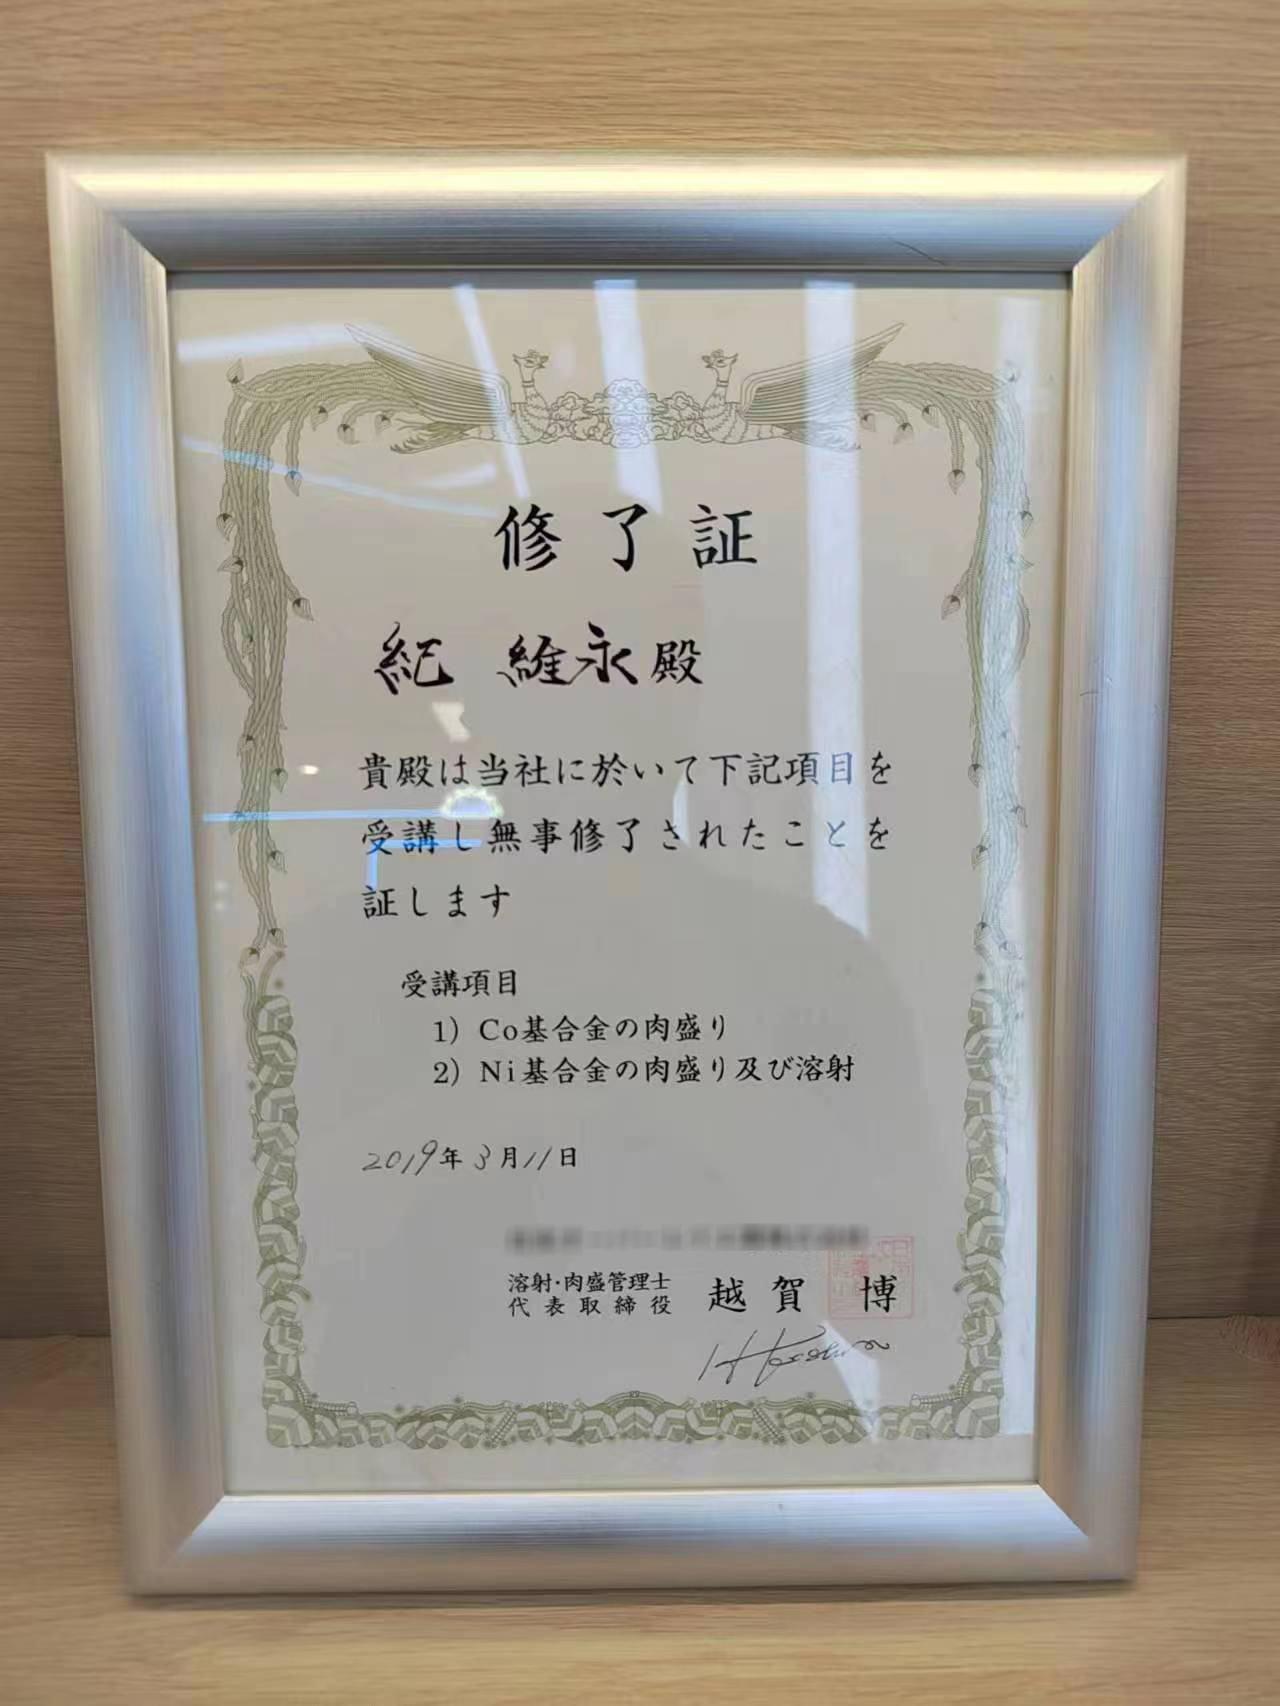 修了証
紀 維永殿
貴殿は当社に於いて下記項目を
受講し無事修了されたことを
証します
受講項目
1) Co基合金の肉盛り
2) Ni基合金の肉盛り及び溶射
2019年3月11日
溶射・肉盛管理士
代表取締役 越賀 博